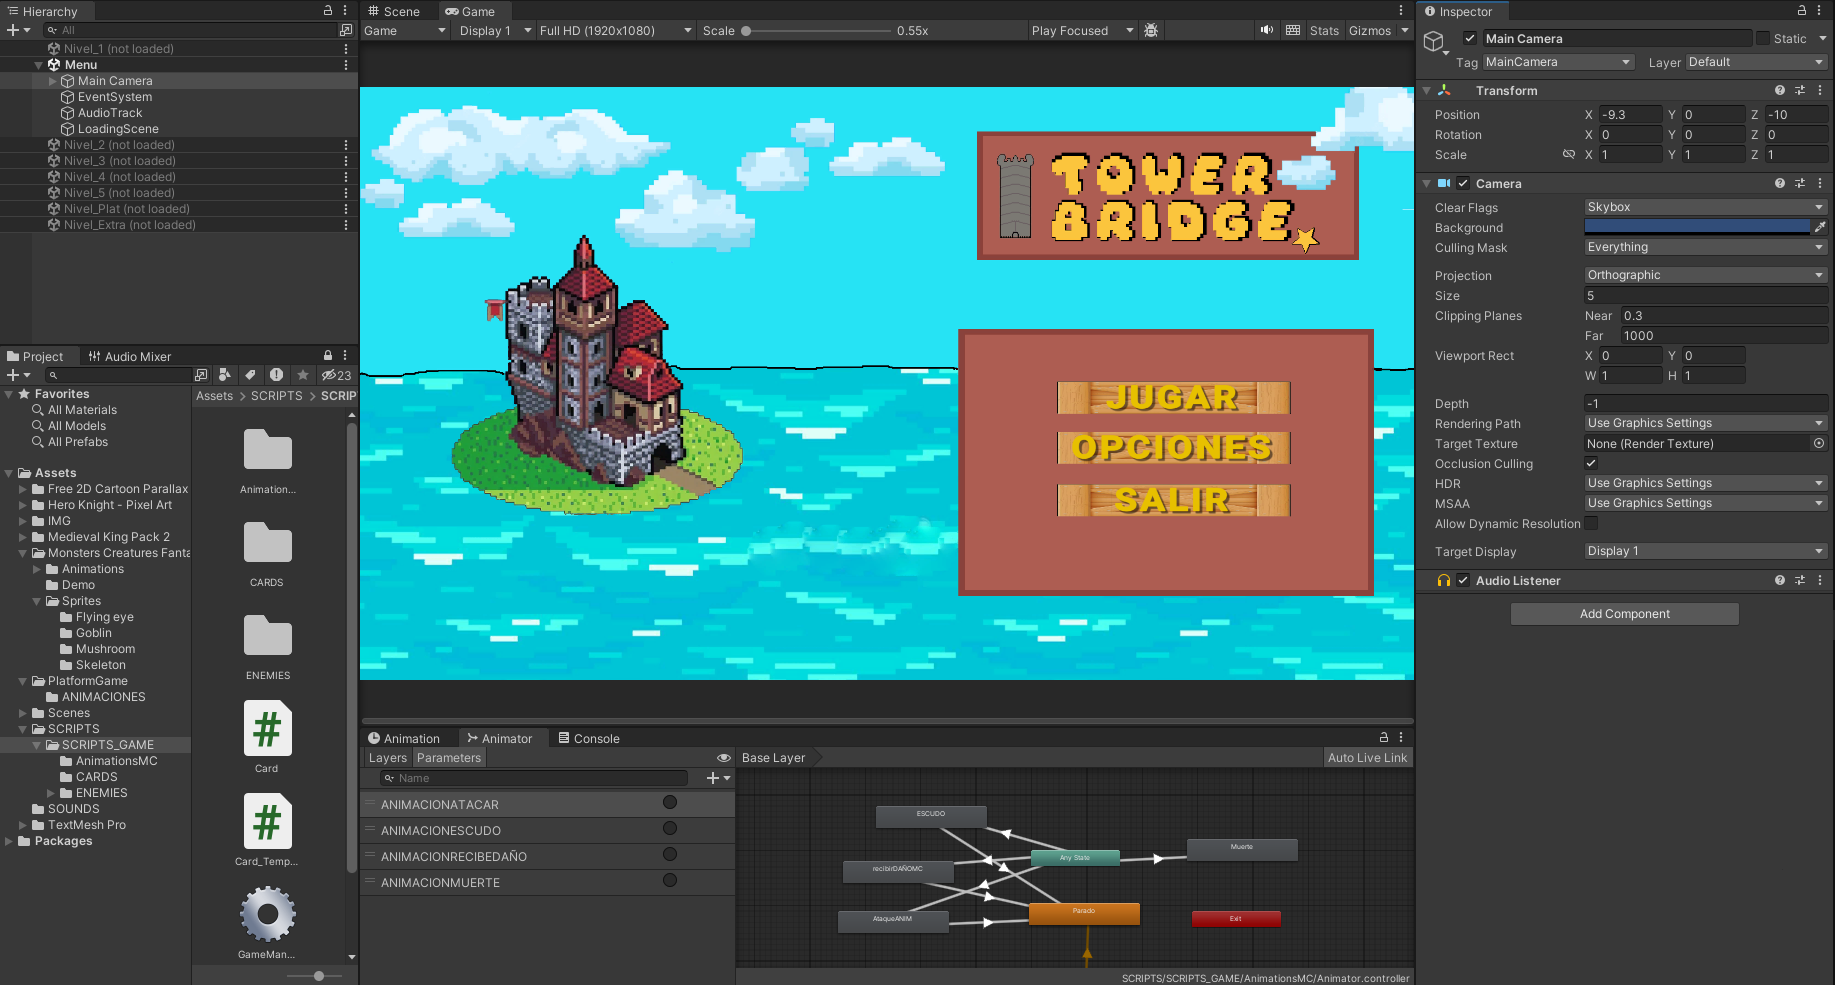 Hierarchy
All
Nivel_1 (not loaded)
Menu
Main Camera
EventSystem
AudioTrack
LoadingScene
Nivel_2 (not loaded)
Nivel_3 (not loaded)
Nivel_4 (not loaded)
Nivel_5 (not loaded)
Nivel_Plat (not loaded)
Nivel_Extra (not loaded)
Project
Audio Mixer
23
Favorites
All Materials
All Models
All Prefabs
Assets
Free 2D Cartoon Parallax
Hero Knight - Pixel Art
IMG
Medieval King Pack 2
Monsters Creatures Fanta
Animations
Demo
Sprites
Flying eye
Goblin
Mushroom
Skeleton
PlatformGame
ANIMACIONES
Scenes
SCRIPTS
SCRIPTS_GAME
AnimationsMC
CARDS
ENEMIES
SOUNDS
TextMesh Pro
Packages
Assets > SCRIPTS > SCRIP
Animation...
CARDS
ENEMIES
#
Card
#
Card_Temp...
GameMan...
Scene
Game
Game
Display 1
Full HD (1920x1080)
Scale
0.55x
Play Focused
Stats
Gizmos
TOWER
BRIDGE
JUGAR
OPCIONES
SALIR
Animation
Animator
Console
Layers
Parameters
Base Layer
Auto Live Link
Name
ANIMACIONATACAR
ANIMACIONESCUDO
ANIMACIONRECIBEDAÑO
ANIMACIONMUERTE
ESCUDO
Any State
Muerte
recibirDAÑOMC
AtaqueANIM
Parado
Exit
SCRIPTS/SCRIPTS_GAME/AnimationsMC/Animator.controller
Inspector
Main Camera
Static
Tag MainCamera
Layer Default
Transform
Position X -9.3 Y 0 Z -10
Rotation X 0 Y 0 Z 0
Scale X 1 Y 1 Z 1
Camera
Clear Flags Skybox
Background
Culling Mask Everything
Projection Orthographic
Size 5
Clipping Planes Near 0.3
Far 1000
Viewport Rect X 0 Y 0
W 1 H 1
Depth -1
Rendering Path Use Graphics Settings
Target Texture None (Render Texture)
Occlusion Culling
HDR Use Graphics Settings
MSAA Use Graphics Settings
Allow Dynamic Resolution
Target Display Display 1
Audio Listener
Add Component